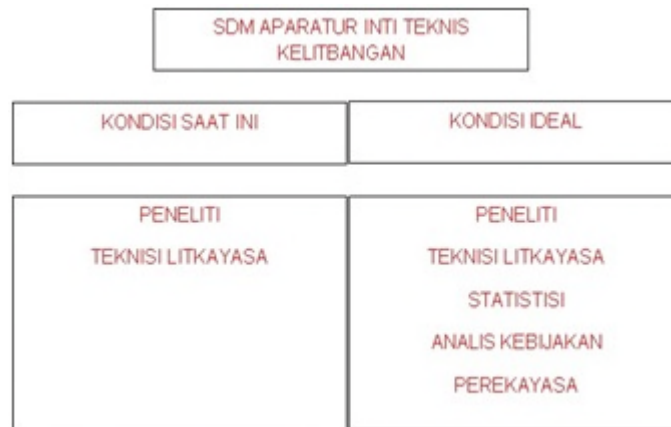 SDM APARATUR INTI TEKNIS
KELITBANGAN
KONDISI SAAT INI
KONDISI IDEAL
PENELITI
TEKNISI LITKAYASA
PENELITI
TEKNISI LITKAYASA
STATISTISI
ANALIS KEBIJAKAN
PEREKAYASA